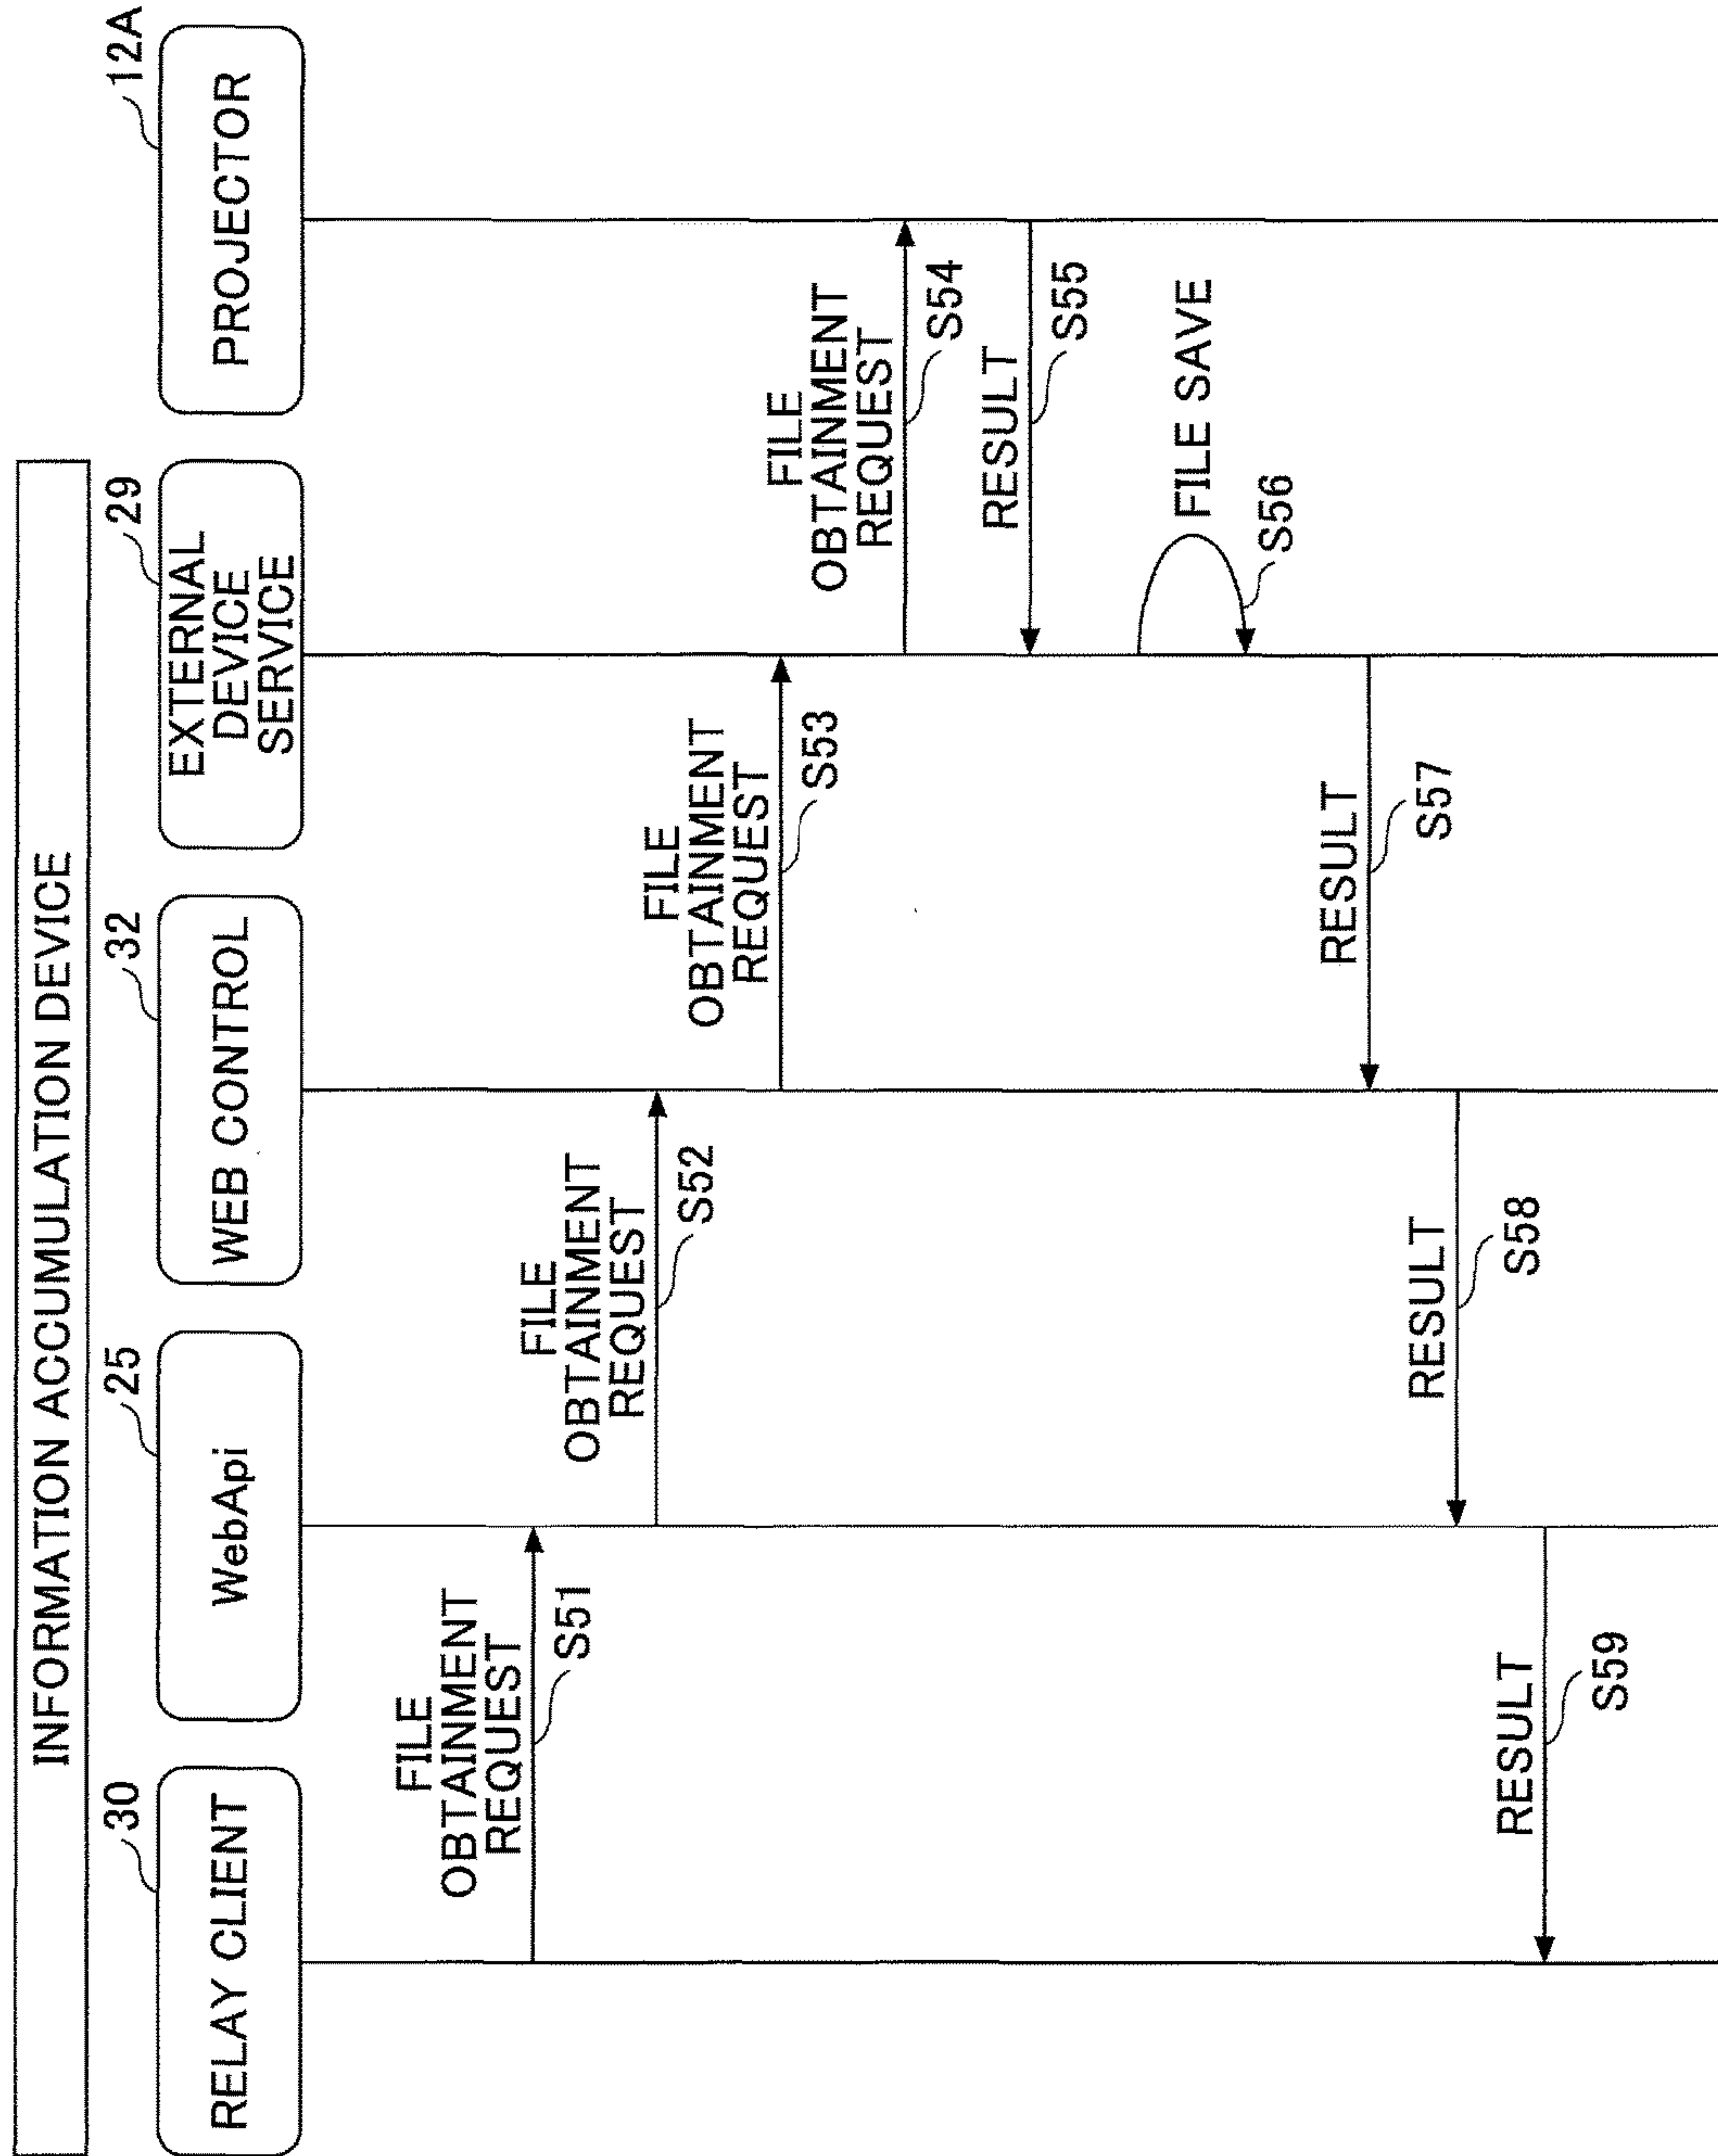 INFORMATION ACCUMULATION DEVICE
30
RELAY CLIENT
25
WebApi
32
WEB CONTROL
29
EXTERNAL
DEVICE
SERVICE
12A
PROJECTOR
FILE
OBTAINMENT
REQUEST
S51
FILE
OBTAINMENT
REQUEST
S52
FILE
OBTAINMENT
REQUEST
S53
FILE
OBTAINMENT
REQUEST
S54
RESULT
S55
FILE SAVE
S56
RESULT
S57
RESULT
S58
RESULT
S59